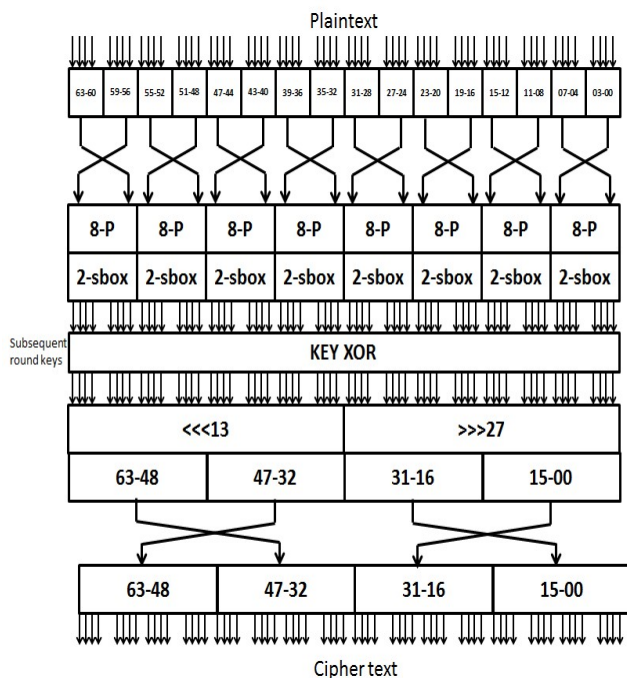 Plaintext
63-60 59-56 55-52 51-48 47-44 43-40 39-36 35-32 31-28 27-24 23-20 19-16 15-12 11-08 07-04 03-00
8-P 8-P 8-P 8-P 8-P 8-P 8-P 8-P
2-sbox 2-sbox 2-sbox 2-sbox 2-sbox 2-sbox 2-sbox 2-sbox
Subsequent
round keys
KEY XOR
<<<13 >>>27
63-48 47-32 31-16 15-00
63-48 47-32 31-16 15-00
Cipher text